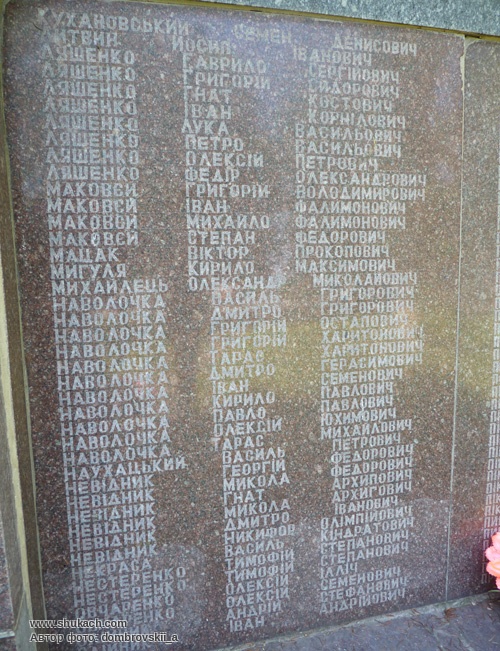 КУХАНОВСЬКИЙ СЕМЕН ДЕНИСОВИЧ
ЛИТВИН ЙОСИП ІВАНОВИЧ
ЛЯШЕНКО ГАВРИЛО СЕРГІЙОВИЧ
ЛЯШЕНКО ГРИГОРІЙ СИДОРОВИЧ
ЛЯШЕНКО ГНАТ КОСТОВИЧ
ЛЯШЕНКО ІВАН КОРНІЛОВИЧ
ЛЯШЕНКО ЛУКА ВАСИЛЬОВИЧ
ЛЯШЕНКО ПЕТРО ВАСИЛЬОВИЧ
ЛЯШЕНКО ОЛЕКСІЙ ПЕТРОВИЧ
ЛЯШЕНКО ФЕДІР ОЛЕКСАНДРОВИЧ
МАКОВЕЙ ГРИГОРІЙ ВОЛОДИМИРОВИЧ
МАКОВЕЙ ІВАН ФАЛИМОНОВИЧ
МАКОВЕЙ МИХАЙЛО ФАЛИМОНОВИЧ
МАКОВЕЙ СТЕПАН ФЕДОРОВИЧ
МАЦАК ВІКТОР ПРОКОПОВИЧ
МИГУЛЯ КИРИЛО МАКСИМОВИЧ
МИХАЙЛЕЦЬ ОЛЕКСАНДР МИКОЛАЙОВИЧ
НАВОЛОЧКА ВАСИЛЬ ГРИГОРОВИЧ
НАВОЛОЧКА ДМИТРО ГРИГОРОВИЧ
НАВОЛОЧКА ГРИГОРІЙ ОСТАПОВИЧ
НАВОЛОЧКА ГРИГОРІЙ ХАРИТОНОВИЧ
НАВОЛОЧКА ТАРАС ХАРИТОНОВИЧ
НАВОЛОЧКА ДМИТРО ГЕРАСИМОВИЧ
НАВОЛОЧКА ІВАН СЕМЕНОВИЧ
НАВОЛОЧКА КИРИЛО ПАВЛОВИЧ
НАВОЛОЧКА ПАВЛО ПАВЛОВИЧ
НАВОЛОЧКА ОЛЕКСІЙ ЮХИМОВИЧ
НАВОЛОЧКА ТАРАС МИХАЙЛОВИЧ
НАУХАЦЬКИЙ ВАСИЛЬ ПЕТРОВИЧ
НЕВІДНИК ГЕОРГІЙ ФЕДОРОВИЧ
НЕВІДНИК МИКОЛА ФЕДОРОВИЧ
НЕВІДНИК ГНАТ АРХИПОВИЧ
НЕВІДНИК МИКОЛА АРХИГОВИЧ
НЕВІДНИК ДМИТРО ІВАНОВИЧ
НЕВІДНИК НИКИФОР ОЛІМПІЙОВИЧ
НЕКРАСА ВАСИЛЬ КІНДРАТОВИЧ
НЕСТЕРЕНКО ТИМОФІЙ СТЕПАНОВИЧ
ТИМОФІЙ СТЕПАНОВИЧ
ОЛЕКСІЙ ІЛЛІЧ
ОЛЕКСІЙ СЕМЕНОВИЧ
АНДРІЙ СТЕФАНОВИЧ
ІВАН АНДРІЙОВИЧ
www.shukach.com
Автор фото: dombrovskii_a